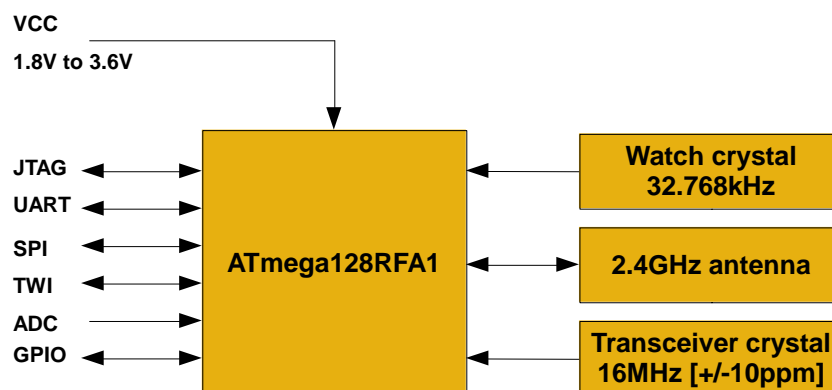 VCC
1.8V to 3.6V
JTAG
UART
SPI
TWI
ADC
GPIO
ATmega128RFA1
Watch crystal
32.768kHz
2.4GHz antenna
Transceiver crystal
16MHz [+/-10ppm]